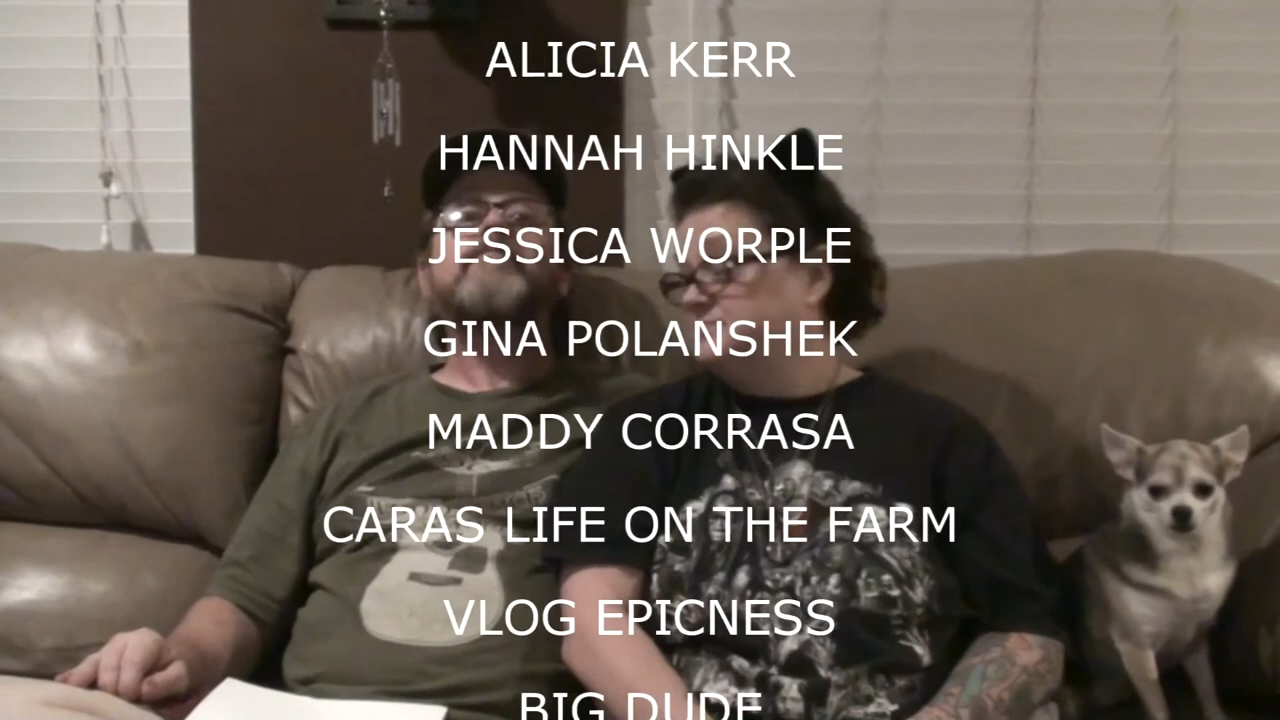 ALICIA KERR
HANNAH HINKLE
JESSICA WORPLE
GINA POLANSHEK
MADDY CORRASA
CARAS LIFE ON THE FARM
VLOG EPICNESS
BIG DUDE